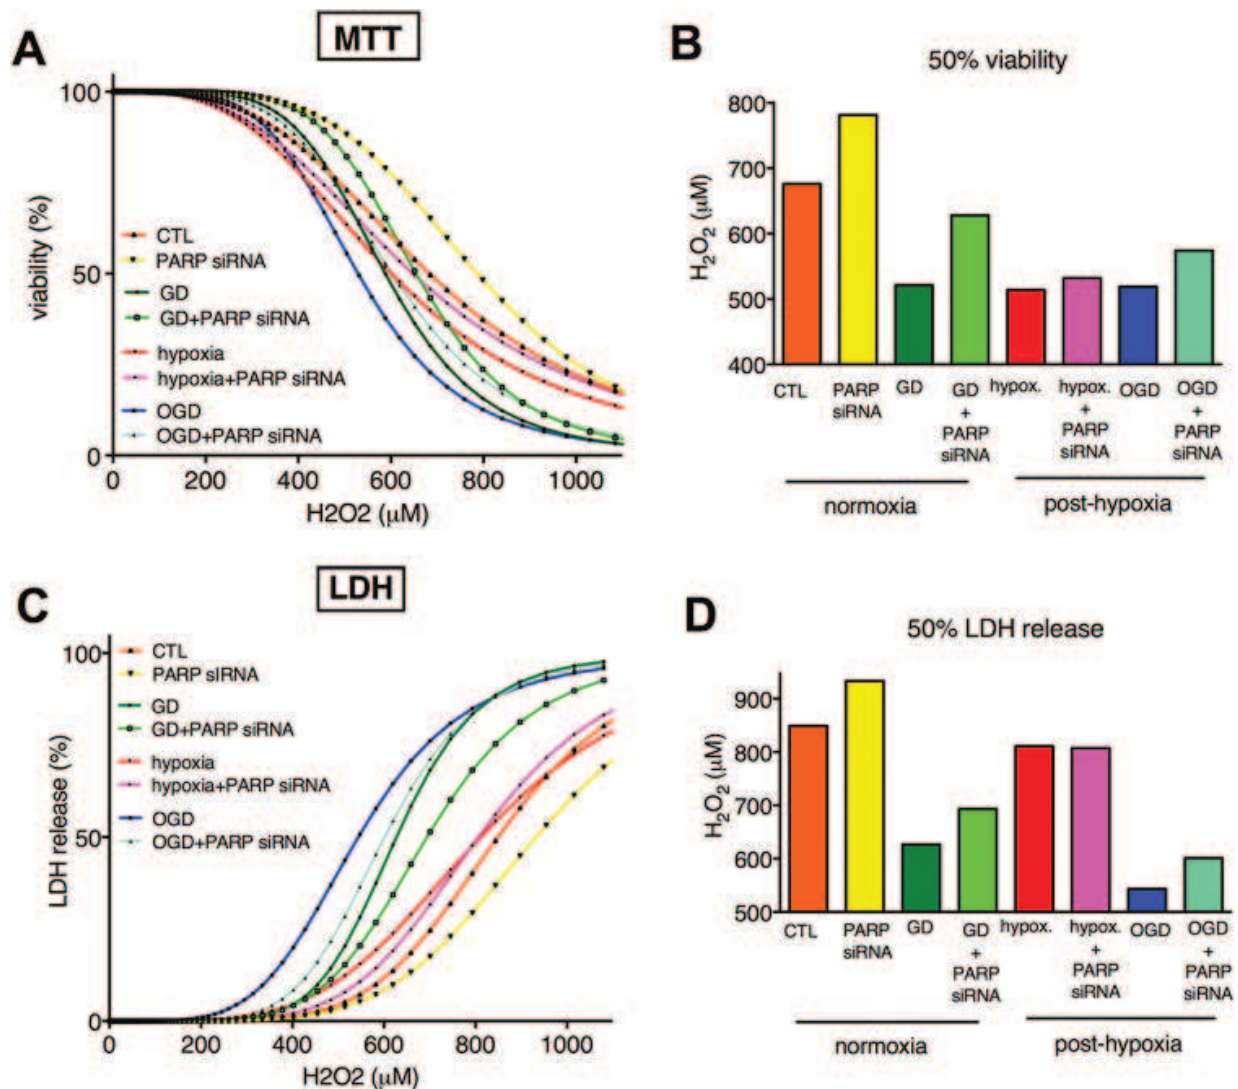 A
MTT
100
50
0
viability (%)
CTL
PARP siRNA
GD
GD+PARP siRNA
hypoxia
hypoxia+PARP siRNA
OGD
OGD+PARP siRNA
0 200 400 600 800 1000
H2O2 (μM)
B
50% viability
800
700
600
500
400
H₂O₂ (μM)
CTL
PARP
siRNA
GD
GD
+
PARP
siRNA
hypox.
hypox.
+
PARP
siRNA
OGD
OGD
+
PARP
siRNA
normoxia
post-hypoxia
C
LDH
100
50
0
LDH release (%)
CTL
PARP sIRNA
GD
GD+PARP siRNA
hypoxia
hypoxia+PARP siRNA
OGD
OGD+PARP siRNA
0 200 400 600 800 1000
H2O2 (μM)
D
50% LDH release
900
800
700
600
500
H₂O₂ (μM)
CTL
PARP
siRNA
GD
GD
+
PARP
siRNA
hypox.
hypox.
+
PARP
siRNA
OGD
OGD
+
PARP
siRNA
normoxia
post-hypoxia